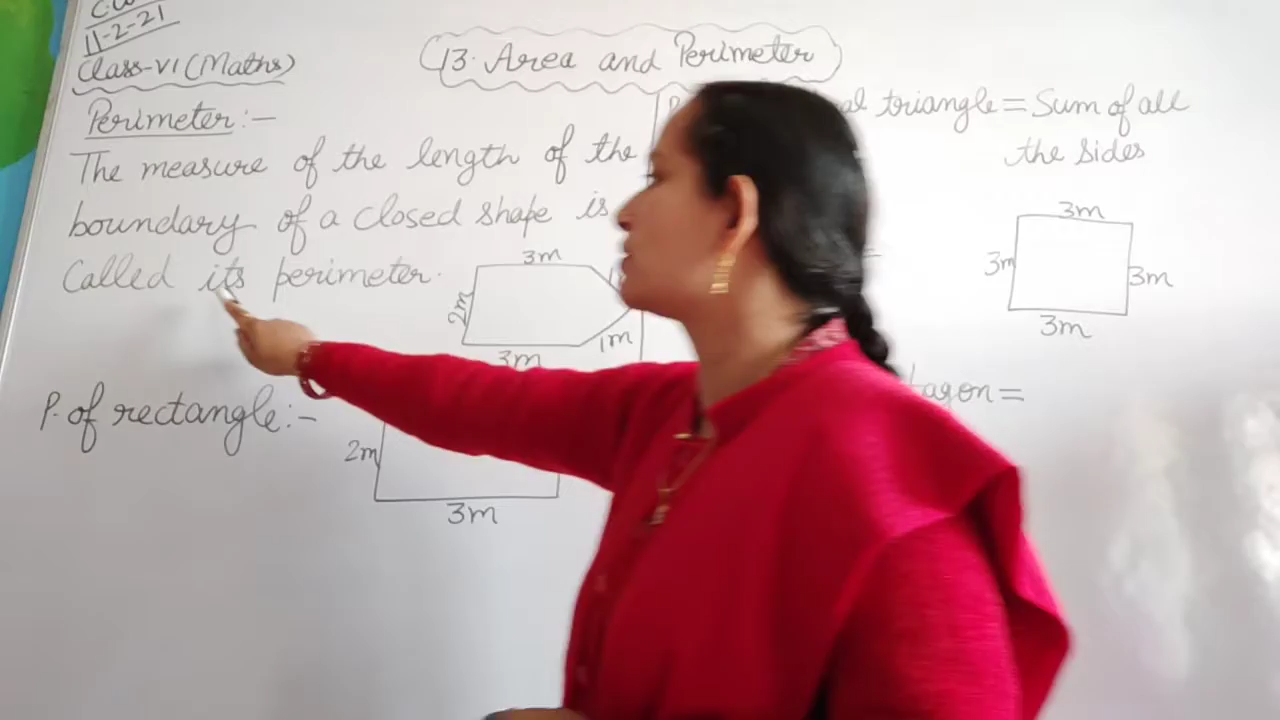 11-2-21
Class-VI (Maths)
13. Area and Perimeter
Perimeter :-
The measure of the length of the
boundary of a closed shape is
Called its perimeter.
3m
2m
1m
3m
P. of rectangle :-
2m
3m
triangle = Sum of all
the sides
3m
3m
3m
3m
=